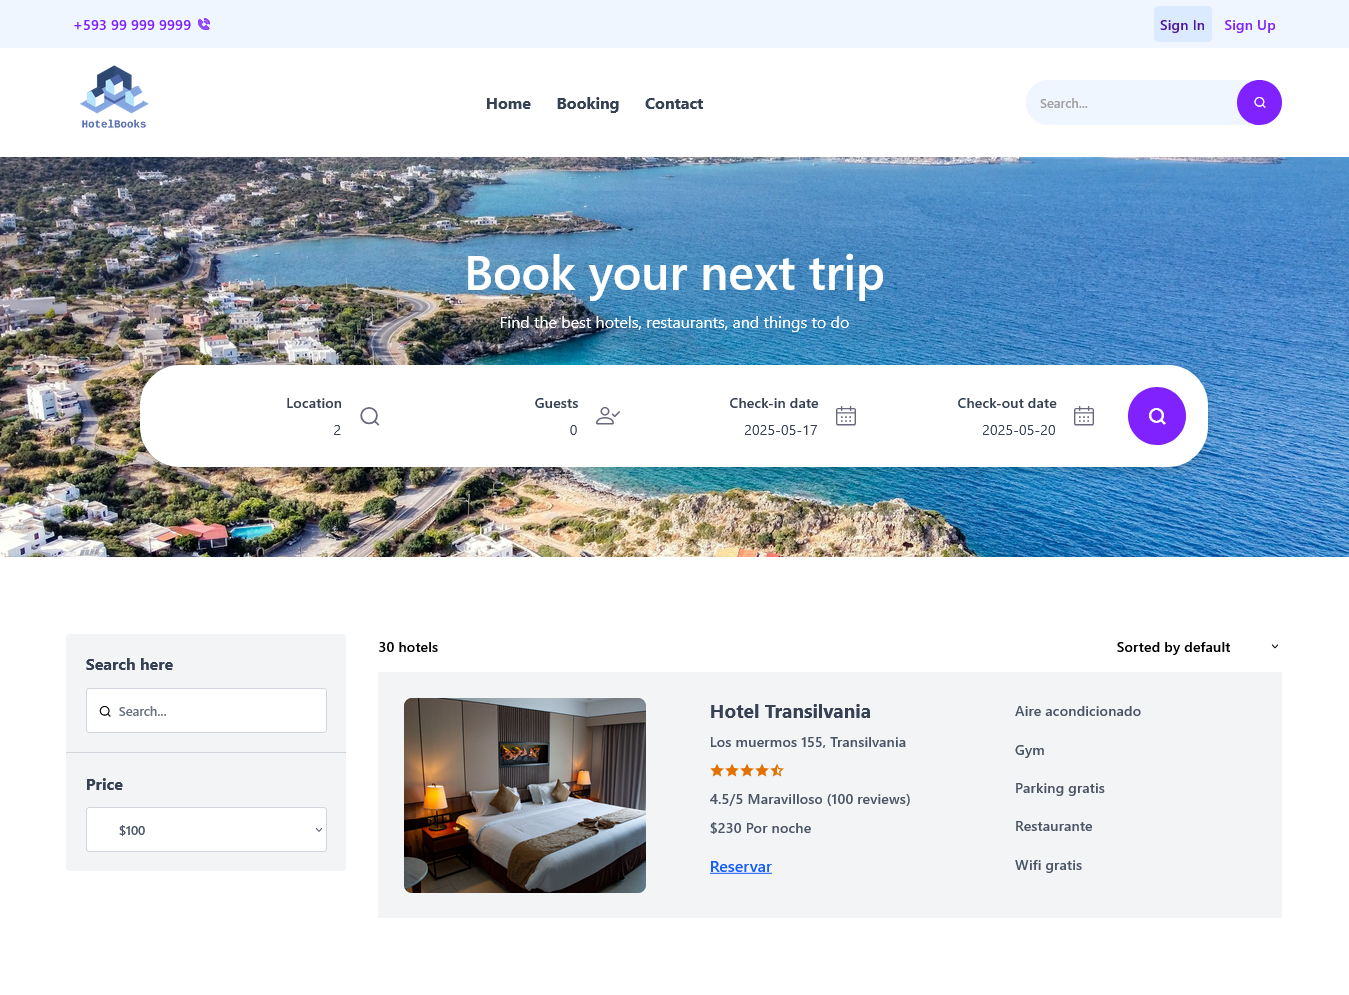 +593 99 999 9999
Sign In
Sign Up
HotelBooks
Home
Booking
Contact
Search...
Book your next trip
Find the best hotels, restaurants, and things to do
Location
2
Guests
0
Check-in date
2025-05-17
Check-out date
2025-05-20
Search here
Search...
Price
$100
30 hotels
Sorted by default
Hotel Transilvania
Los muermos 155, Transilvania
4.5/5 Maravilloso (100 reviews)
$230 Por noche
Reservar
Aire acondicionado
Gym
Parking gratis
Restaurante
Wifi gratis